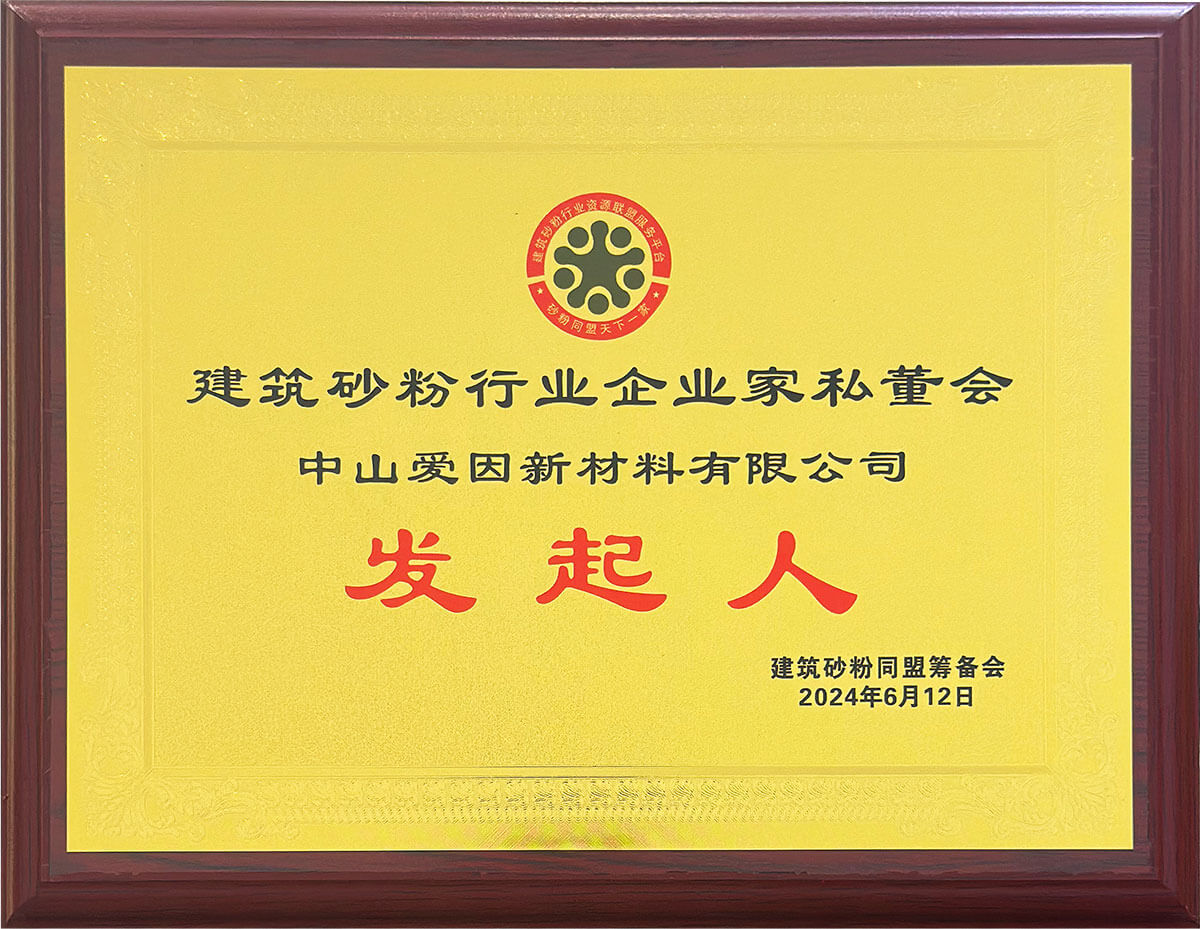 建筑砂粉行业资源联盟服务平台
★ 砂粉同盟天下一家 ★
建筑砂粉行业企业家私董会
中山爱因新材料有限公司
发起人
建筑砂粉同盟筹备会
2024年6月12日